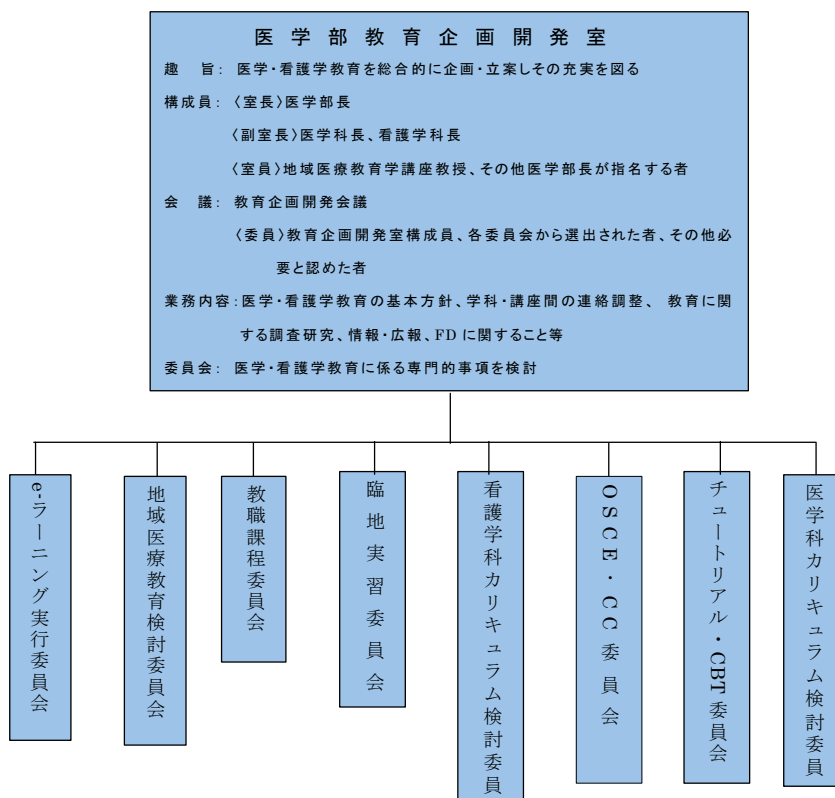 医学部教育企画開発室
趣　旨： 医学・看護学教育を総合的に企画・立案しその充実を図る
構成員： 〈室長〉医学部長
〈副室長〉医学科長、看護学科長
〈室員〉地域医療教育学講座教授、その他医学部長が指名する者
会　議： 教育企画開発会議
〈委員〉教育企画開発室構成員、各委員会から選出された者、その他必
要と認めた者
業務内容：医学・看護学教育の基本方針、学科・講座間の連絡調整、 教育に関
する調査研究、情報・広報、FD に関すること等
委員会： 医学・看護学教育に係る専門的事項を検討
e-ラーニング実行委員会
地域医療教育検討委員会
教職課程委員会
臨地実習委員会
看護学科カリキュラム検討委員
OSCE・CC 委員会
チュートリアル・CBT 委員会
医学科カリキュラム検討委員